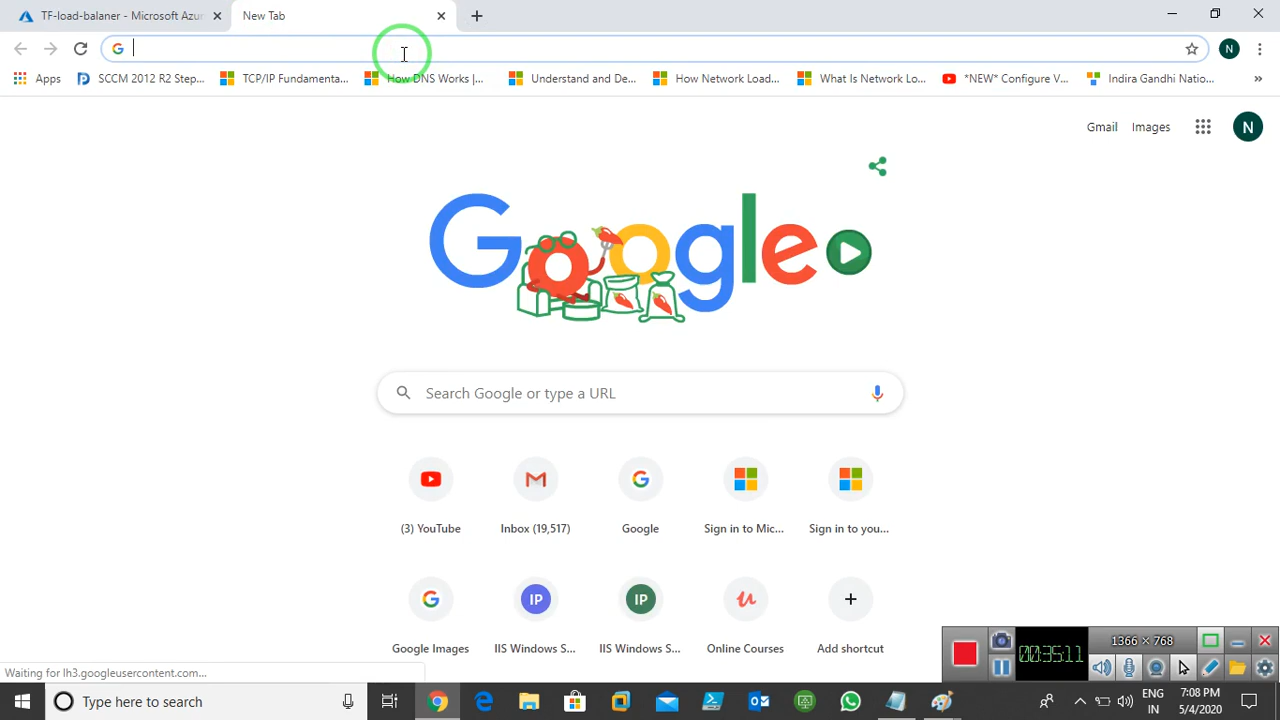 TF-load-balaner - Microsoft Azur
New Tab
Apps
SCCM 2012 R2 Step...
TCP/IP Fundamenta...
How DNS Works |...
Understand and De...
How Network Load...
What Is Network Lo...
*NEW* Configure V...
Indira Gandhi Natio...
»
Gmail
Images
N
Google
Search Google or type a URL
(3) YouTube
Inbox (19,517)
Google
Sign in to Mic...
Sign in to you...
IP
IP
Google Images
IIS Windows S...
IIS Windows S...
Online Courses
Add shortcut
1366 × 768
00:35:11
Waiting for lh3.googleusercontent.com...
Type here to search
ENG
IN
7:08 PM
5/4/2020